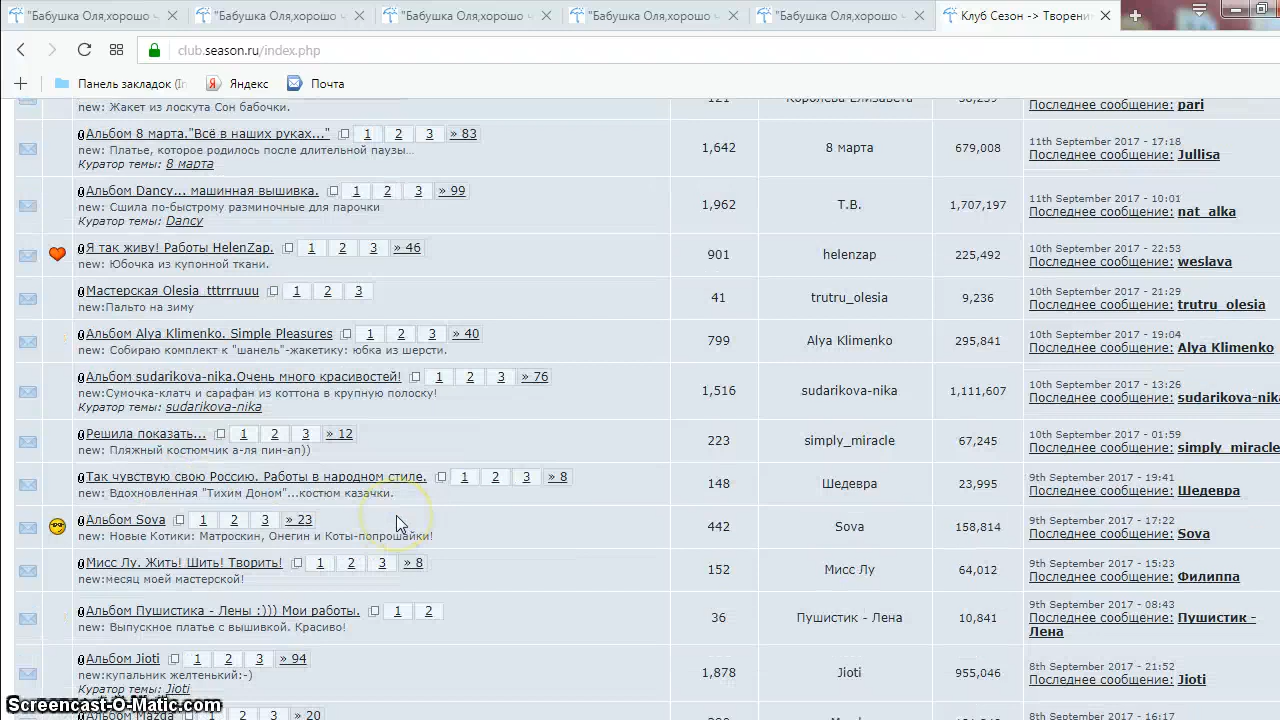 "Бабушка Оля,хорошо "Бабушка Оля,хорошо "Бабушка Оля,хорошо "Бабушка Оля,хорошо "Бабушка Оля,хорошо Клуб Сезон -> Творени
club.season.ru/index.php
Панель закладок (In Яндекс Почта
new: Жакет из лоскута Сон бабочки. 121 Королева Елизавета Последнее сообщение: pari
Альбом 8 марта."Всё в наших руках..." 1 2 3 » 83
new: Платье, которое родилось после длительной паузы...
Куратор темы: 8 марта
1,642 8 марта 679,008
11th September 2017 - 17:18
Последнее сообщение: Jullisa
Альбом Dancy... машинная вышивка. 1 2 3 » 99
new: Сшила по-быстрому разминочные для парочки
Куратор темы: Dancy
1,962 Т.В. 1,707,197
11th September 2017 - 10:01
Последнее сообщение: nat_alka
Я так живу! Работы HelenZap. 1 2 3 » 46
new: Юбочка из купонной ткани.
901 helenzap 225,492
10th September 2017 - 22:53
Последнее сообщение: weslava
Мастерская Olesia_tttrrruuu 1 2 3
new:Пальто на зиму
41 trutru_olesia 9,236
10th September 2017 - 21:29
Последнее сообщение: trutru_olesia
Альбом Alya Klimenko. Simple Pleasures 1 2 3 » 40
new: Собираю комплект к "шанель"-жакетику: юбка из шерсти.
799 Alya Klimenko 295,841
10th September 2017 - 19:04
Последнее сообщение: Alya Klimenko
Альбом sudarikova-nika.Очень много красивостей! 1 2 3 » 76
new:Сумочка-клатч и сарафан из коттона в крупную полоску!
Куратор темы: sudarikova-nika
1,516 sudarikova-nika 1,111,607
10th September 2017 - 13:26
Последнее сообщение: sudarikova-nika
Решила показать... 1 2 3 » 12
new: Пляжный костюмчик а-ля пин-ап))
223 simply_miracle 67,245
10th September 2017 - 01:59
Последнее сообщение: simply_miracle
Так чувствую свою Россию. Работы в народном стиле. 1 2 3 » 8
new: Вдохновленная "Тихим Доном"...костюм казачки.
148 Шедевра 23,995
9th September 2017 - 19:41
Последнее сообщение: Шедевра
Альбом Sova 1 2 3 » 23
new: Новые Котики: Матроскин, Онегин и Коты-попрошайки!
442 Sova 158,814
9th September 2017 - 17:22
Последнее сообщение: Sova
Мисс Лу. Жить! Шить! Творить! 1 2 3 » 8
new:месяц моей мастерской!
152 Мисс Лу 64,012
9th September 2017 - 15:23
Последнее сообщение: Филиппа
Альбом Пушистика - Лены :))) Мои работы. 1 2
new: Выпускное платье с вышивкой. Красиво!
36 Пушистик - Лена 10,841
9th September 2017 - 08:43
Последнее сообщение: Пушистик -
Лена
Альбом Jioti 1 2 3 » 94
new:купальник желтенький:-)
Куратор темы: Jioti
1,878 Jioti 955,046
8th September 2017 - 21:52
Последнее сообщение: Jioti
Альбом Mazda 1 2 3 » 20
8th September 2017 - 16:17
Screencast-O-Matic.com